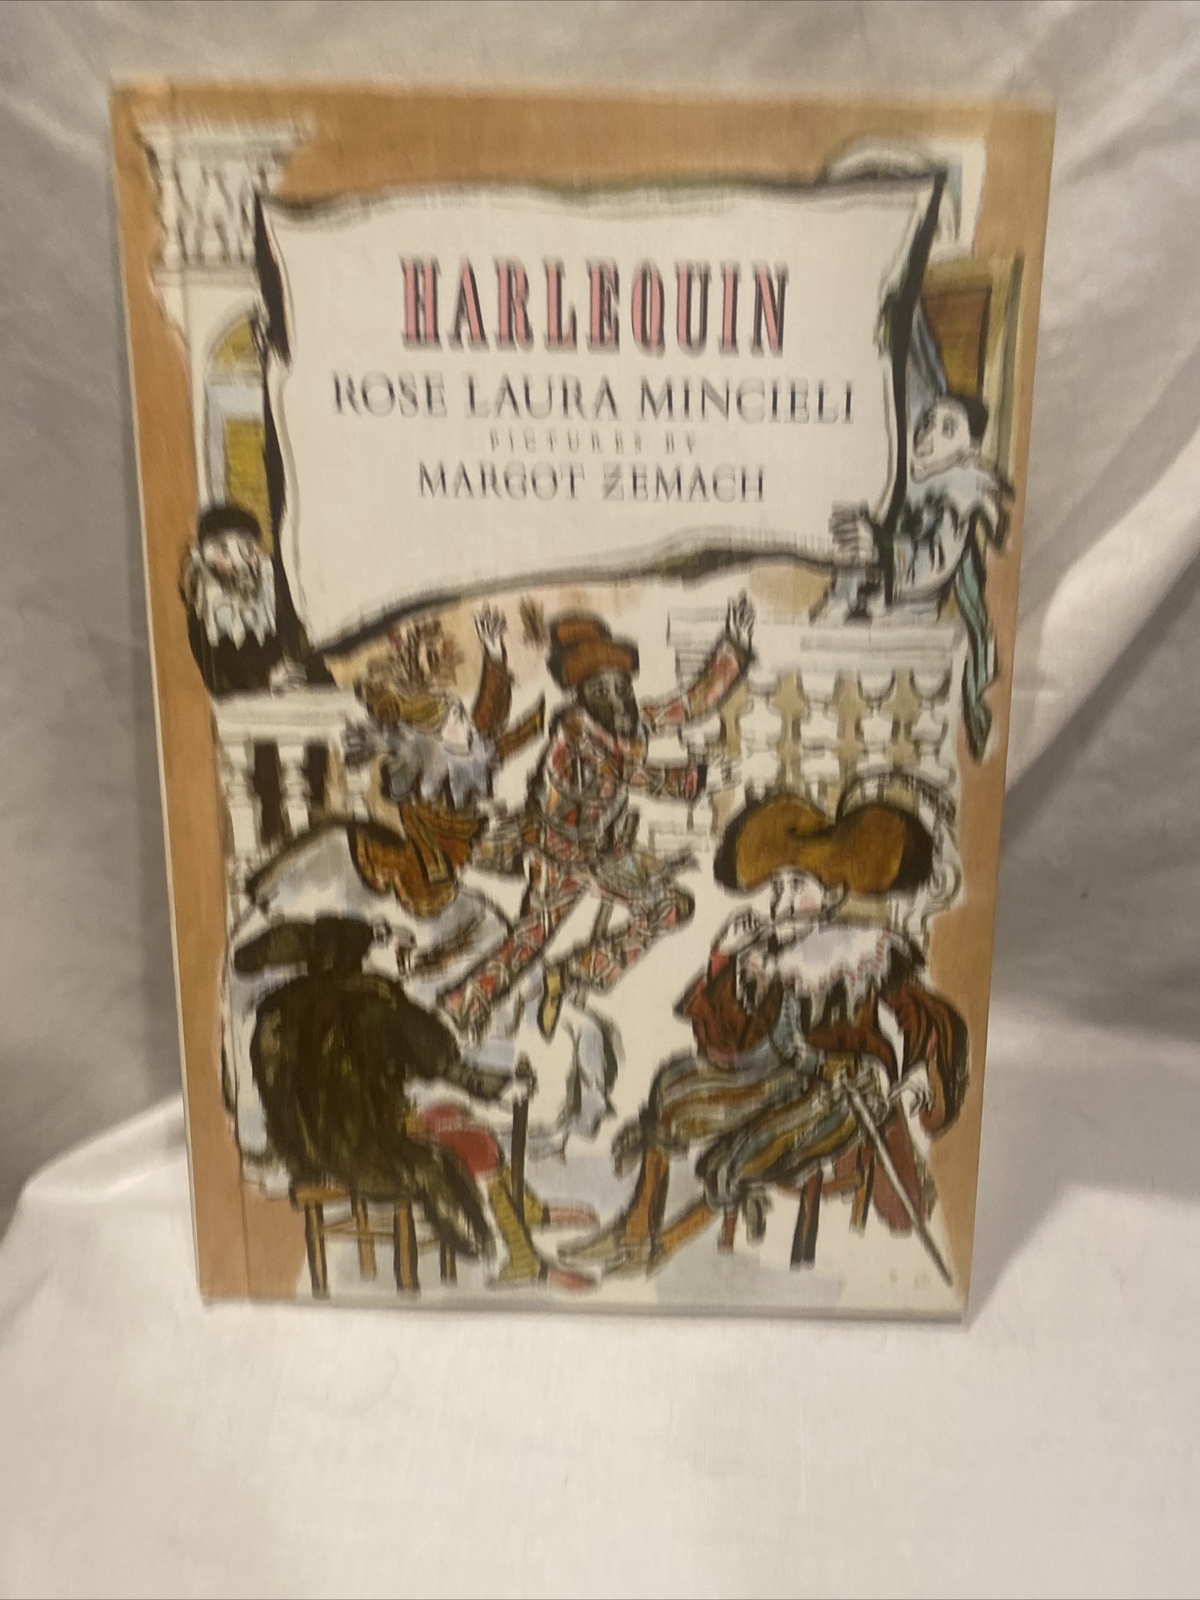 HARLEQUIN
ROSE LAURA MINCIELI
PICTURES BY
MARGOT ZEMACH